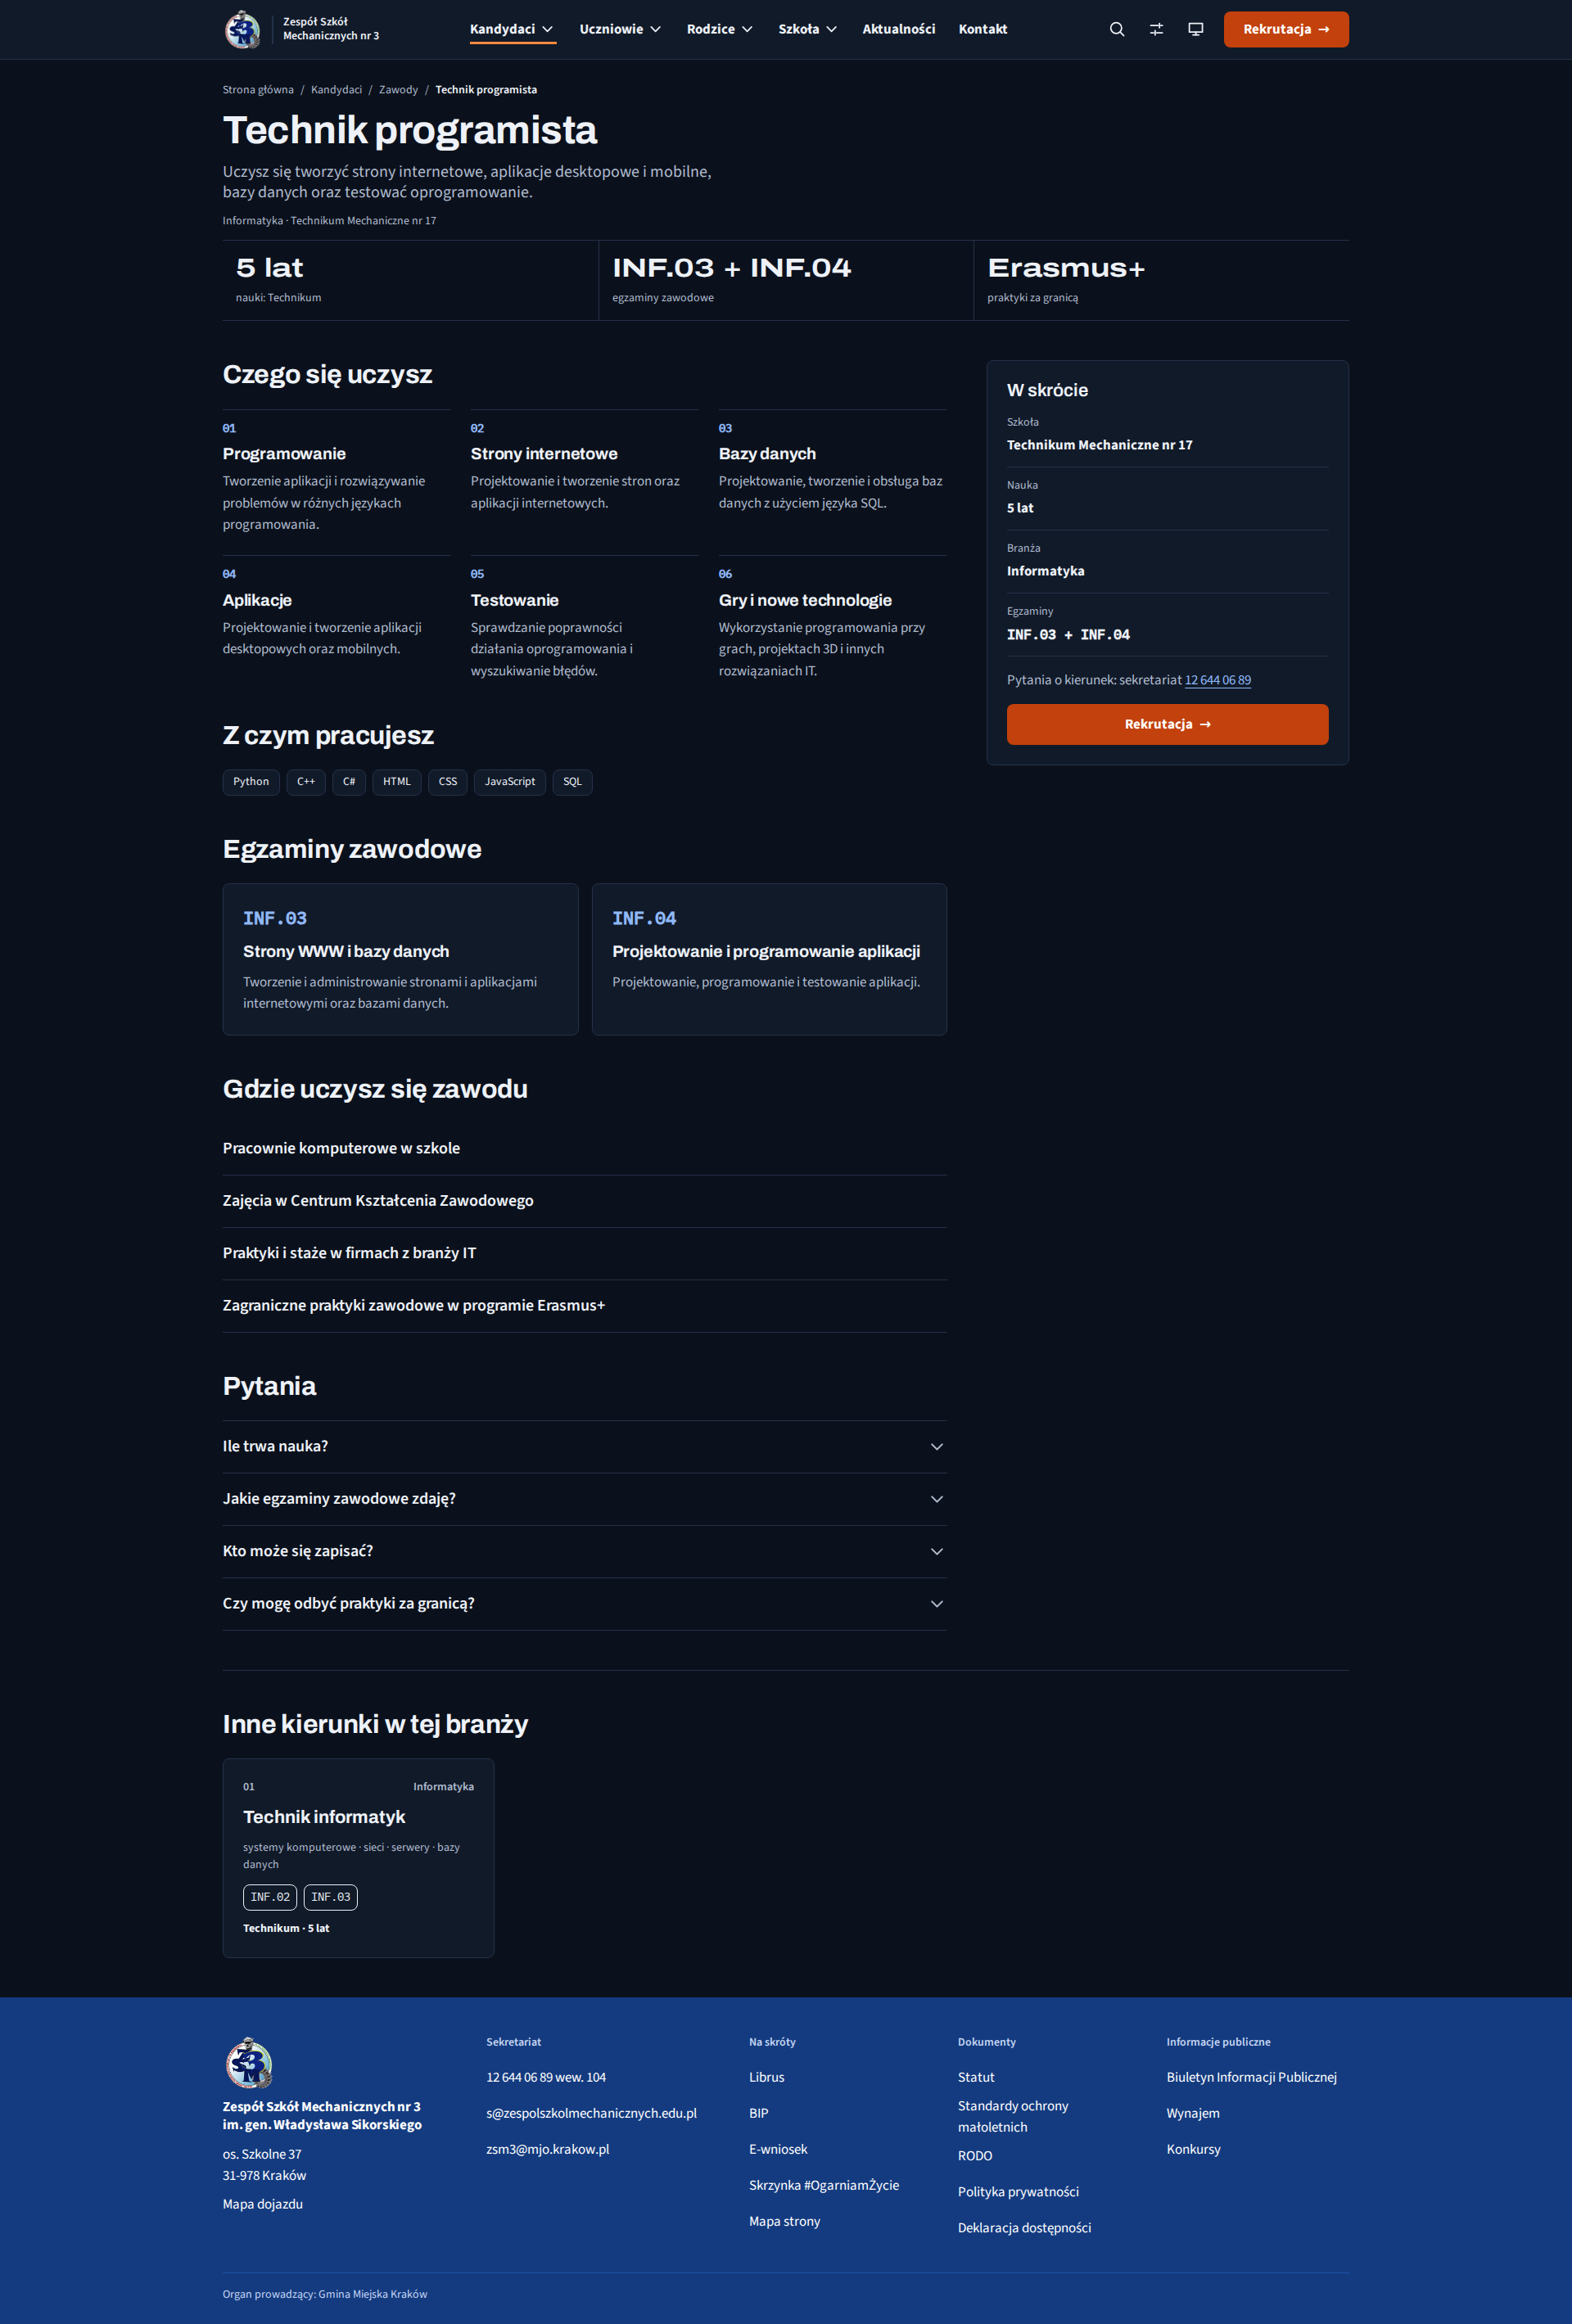 Zespół Szkół
Mechanicznych nr 3
Kandydaci
Uczniowie
Rodzice
Szkoła
Aktualności
Kontakt
Rekrutacja →
Strona główna / Kandydaci / Zawody / Technik programista
Technik programista
Uczysz się tworzyć strony internetowe, aplikacje desktopowe i mobilne,
bazy danych oraz testować oprogramowanie.
Informatyka · Technikum Mechaniczne nr 17
5 lat
nauki: Technikum
INF.03 + INF.04
egzaminy zawodowe
Erasmus+
praktyki za granicą
Czego się uczysz
01
Programowanie
Tworzenie aplikacji i rozwiązywanie
problemów w różnych językach
programowania.
02
Strony internetowe
Projektowanie i tworzenie stron oraz
aplikacji internetowych.
03
Bazy danych
Projektowanie, tworzenie i obsługa baz
danych z użyciem języka SQL.
04
Aplikacje
Projektowanie i tworzenie aplikacji
desktopowych oraz mobilnych.
05
Testowanie
Sprawdzanie poprawności
działania oprogramowania i
wyszukiwanie błędów.
06
Gry i nowe technologie
Wykorzystanie programowania przy
grach, projektach 3D i innych
rozwiązaniach IT.
W skrócie
Szkoła
Technikum Mechaniczne nr 17
Nauka
5 lat
Branża
Informatyka
Egzaminy
INF.03 + INF.04
Pytania o kierunek: sekretariat 12 644 06 89
Rekrutacja →
Z czym pracujesz
Python
C++
C#
HTML
CSS
JavaScript
SQL
Egzaminy zawodowe
INF.03
Strony WWW i bazy danych
Tworzenie i administrowanie stronami i aplikacjami
internetowymi oraz bazami danych.
INF.04
Projektowanie i programowanie aplikacji
Projektowanie, programowanie i testowanie aplikacji.
Gdzie uczysz się zawodu
Pracownie komputerowe w szkole
Zajęcia w Centrum Kształcenia Zawodowego
Praktyki i staże w firmach z branży IT
Zagraniczne praktyki zawodowe w programie Erasmus+
Pytania
Ile trwa nauka?
Jakie egzaminy zawodowe zdaję?
Kto może się zapisać?
Czy mogę odbyć praktyki za granicą?
Inne kierunki w tej branży
01
Informatyka
Technik informatyk
systemy komputerowe · sieci · serwery · bazy
danych
INF.02
INF.03
Technikum · 5 lat
Zespół Szkół Mechanicznych nr 3
im. gen. Władysława Sikorskiego
os. Szkolne 37
31-978 Kraków
Mapa dojazdu
Sekretariat
12 644 06 89 wew. 104
s@zespolszkolmechanicznych.edu.pl
zsm3@mjo.krakow.pl
Na skróty
Librus
BIP
E-wniosek
Skrzynka #OgarniamŻycie
Mapa strony
Dokumenty
Statut
Standardy ochrony
małoletnich
RODO
Polityka prywatności
Deklaracja dostępności
Informacje publiczne
Biuletyn Informacji Publicznej
Wynajem
Konkursy
Organ prowadzący: Gmina Miejska Kraków